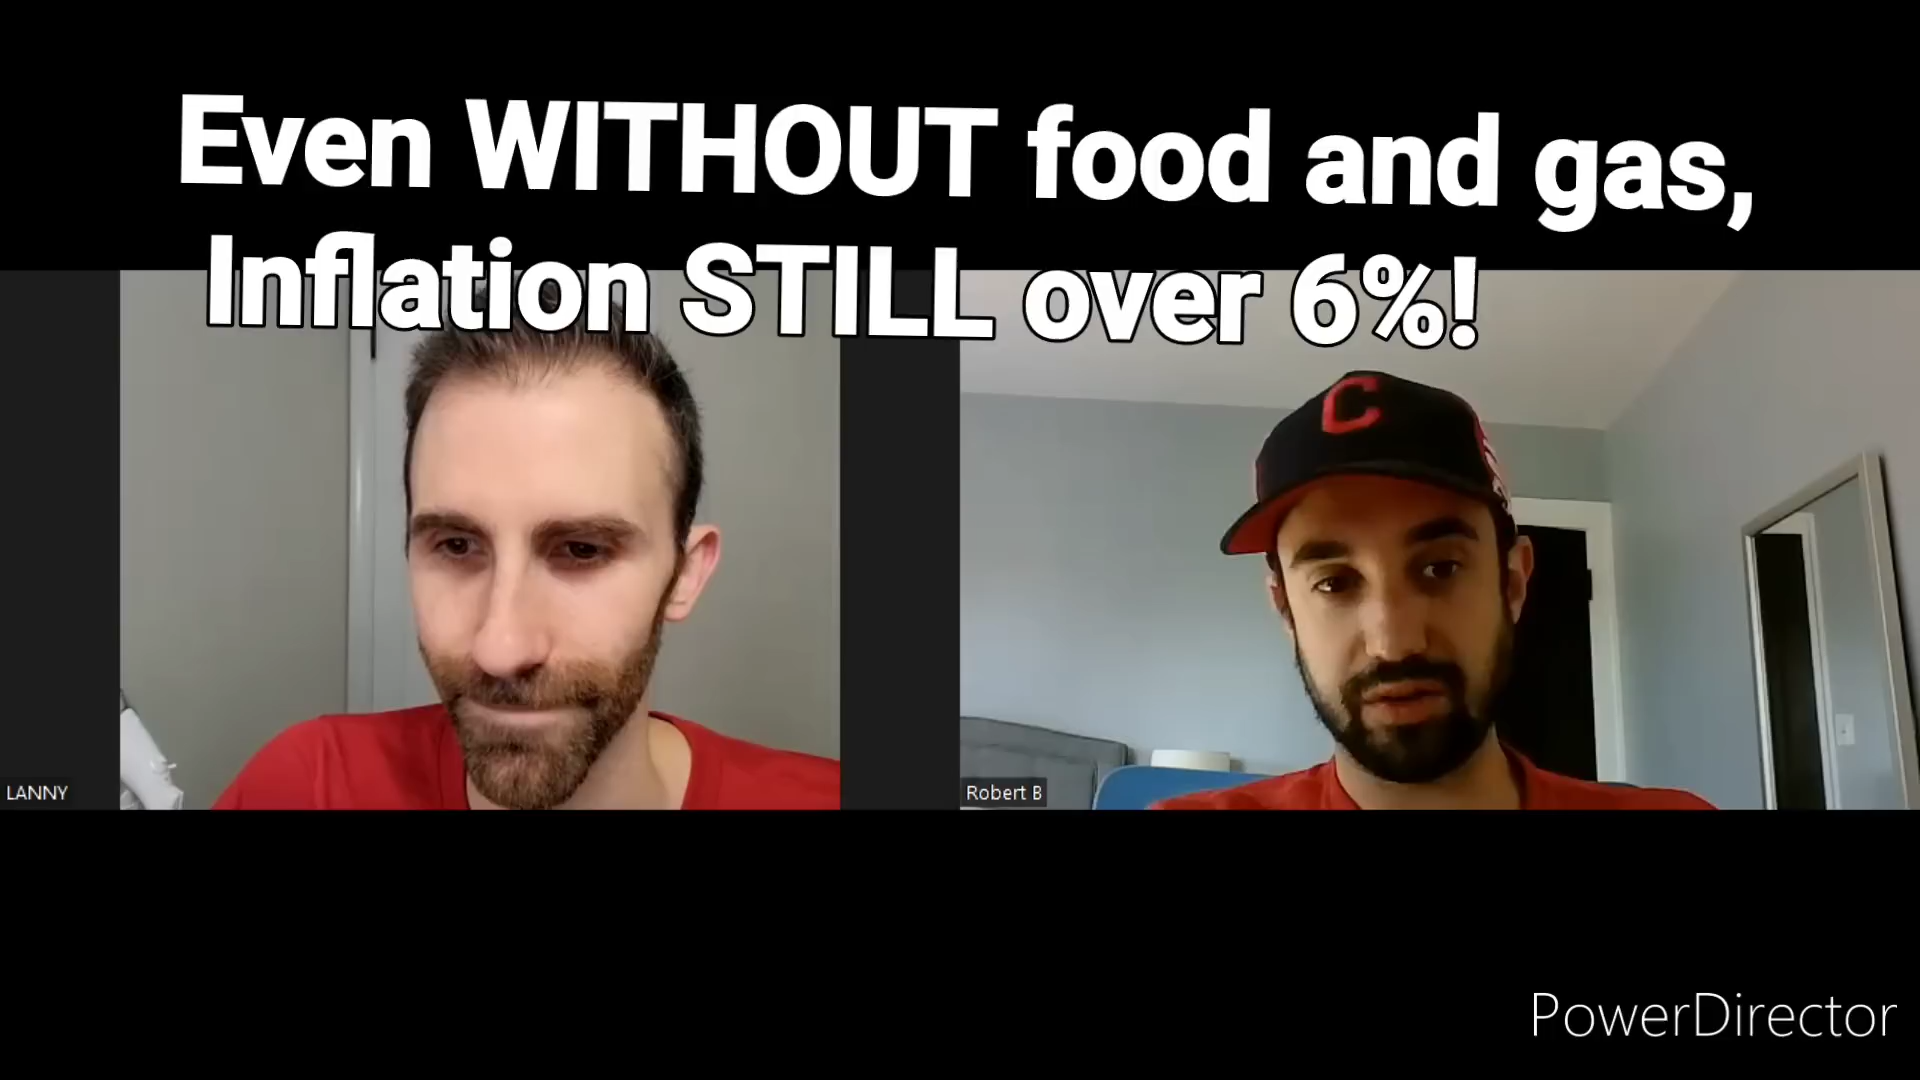 Even WITHOUT food and gas,
Inflation STILL over 6%!
C
LANNY
Robert B
PowerDirector